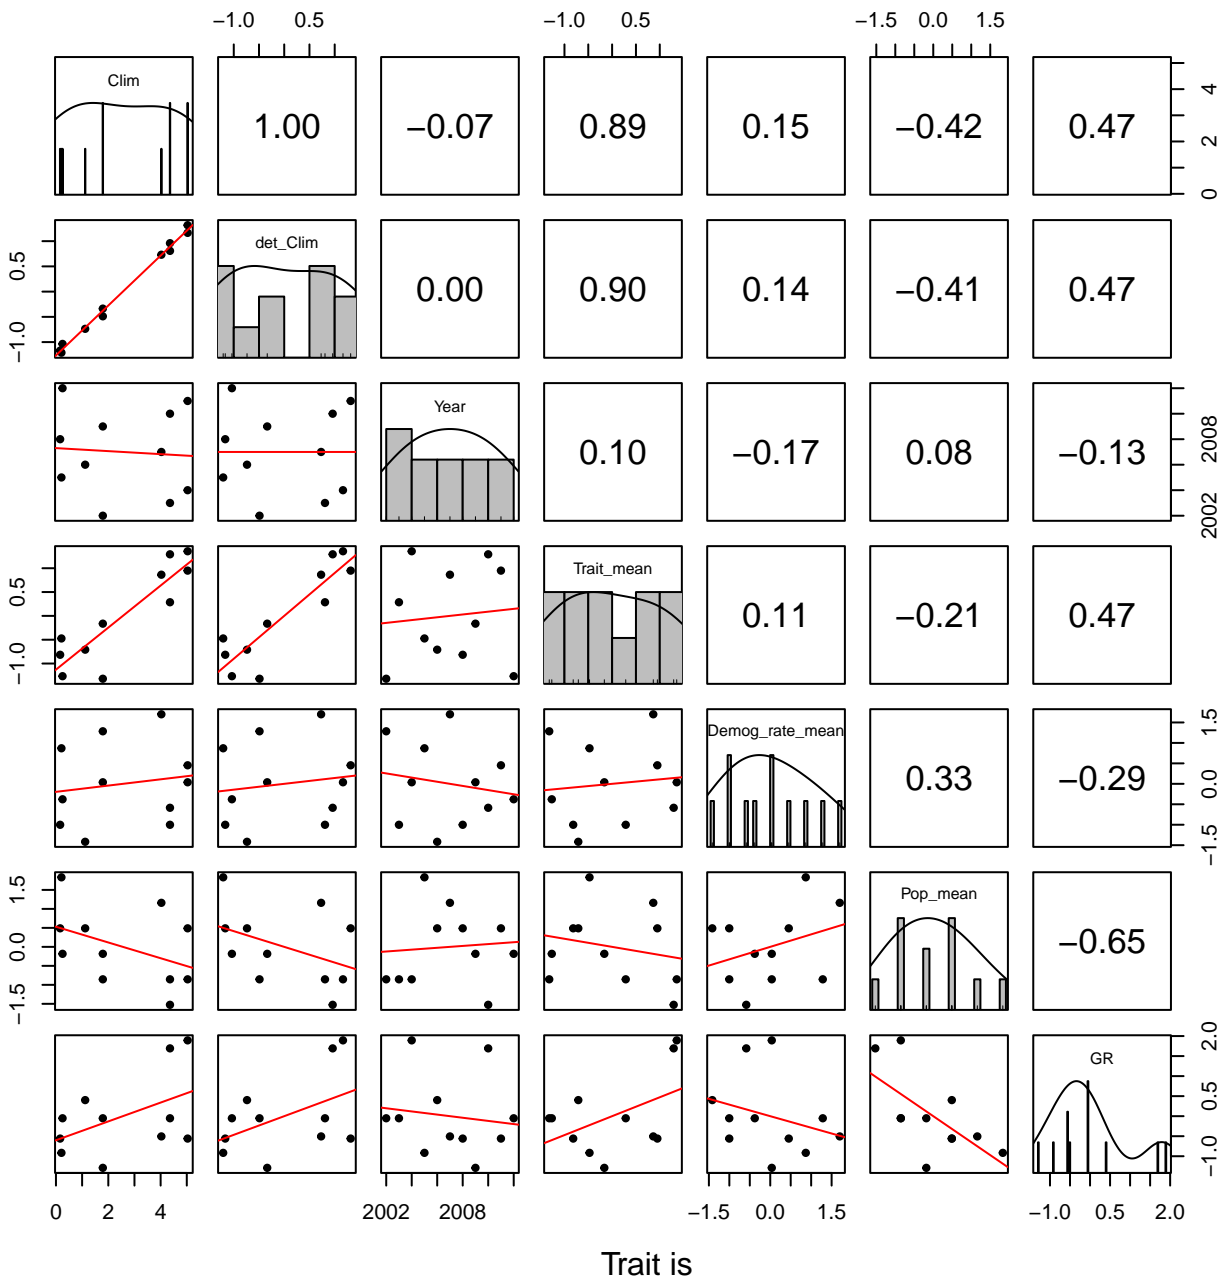 −1.0 0.5 −1.0 0.5 −1.5 0.0 1.5
Clim 1.00 −0.07 0.89 0.15 −0.42 0.47 0 2 4
−1.0 0.5 det_Clim 0.00 0.90 0.14 −0.41 0.47
Year 0.10 −0.17 0.08 −0.13 2002 2008
−1.0 0.5 Trait_mean 0.11 −0.21 0.47
Demog_rate_mean 0.33 −0.29 −1.5 0.0 1.5
−1.5 0.0 1.5 Pop_mean −0.65
GR −1.0 0.5 2.0
0 2 4 2002 2008 −1.5 0.0 1.5 −1.0 0.5 2.0
Trait is